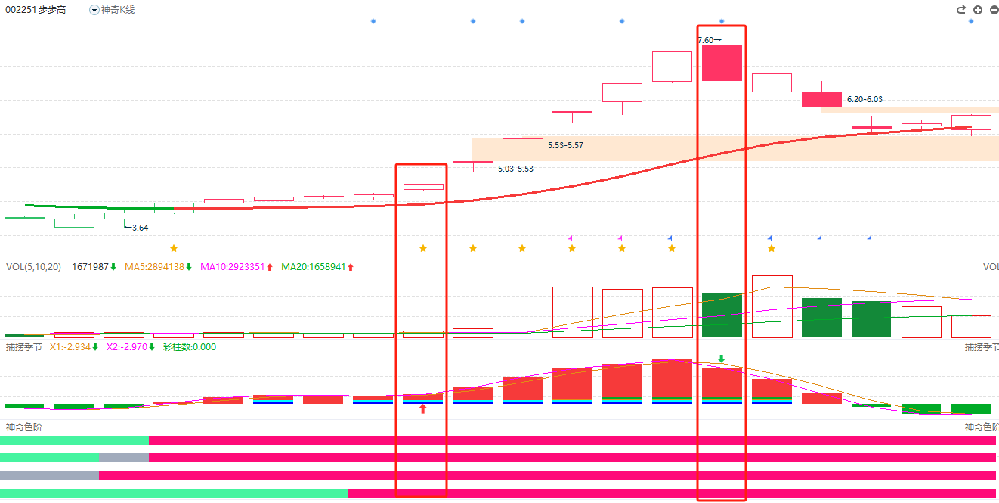 002251 步步高 神奇K线
7.60→
6.20-6.03
5.53-5.57
5.03-5.53
←3.64
VOL(5,10,20) 1671987 MA5:2894138 MA10:2923351 MA20:1658941 VOL
捕捞季节 X1:-2.934 X2:-2.970 彩柱数:0.000 捕捞季节
神奇色阶 神奇色阶